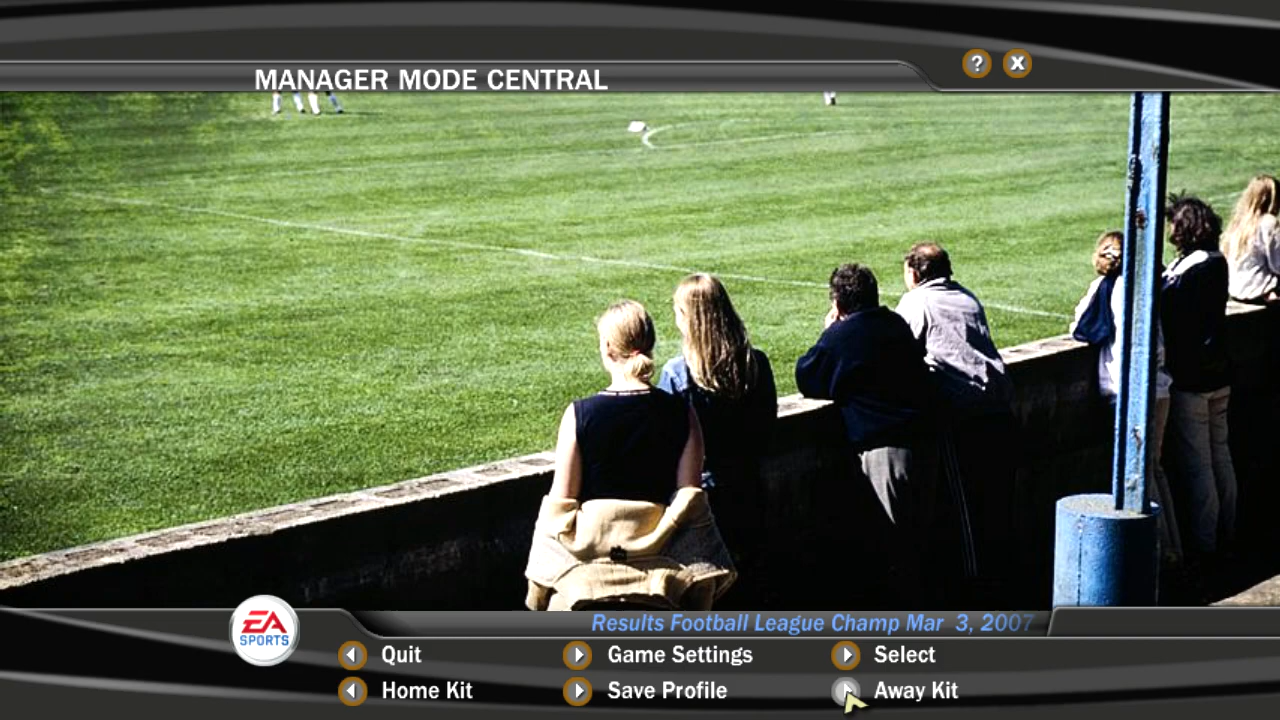 MANAGER MODE CENTRAL
? X
EA SPORTS
Results Football League Champ Mar 3, 2007
Quit Game Settings Select
Home Kit Save Profile Away Kit